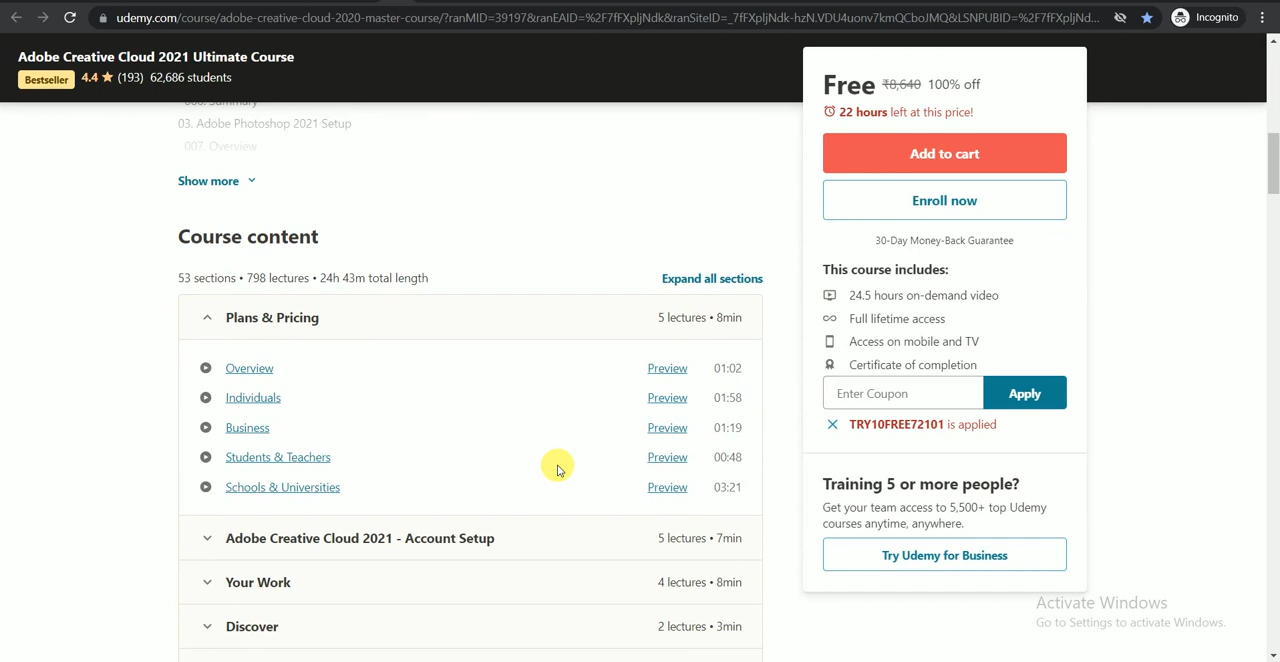 udemy.com/course/adobe-creative-cloud-2020-master-course/?ranMID=39197&ranEAID=%2F7fFXpljNdk&ranSiteID=_7fFXpljNdk-hzN.VDU4uonv7kmQCboJMQ&LSNPUBID=%2F7fFXpljNd...
Incognito
Adobe Creative Cloud 2021 Ultimate Course
Bestseller 4.4 (193) 62,686 students
006. Summary
03. Adobe Photoshop 2021 Setup
007. Overview
Show more
Course content
53 sections • 798 lectures • 24h 43m total length
Expand all sections
Plans & Pricing 5 lectures • 8min
Overview Preview 01:02
Individuals Preview 01:58
Business Preview 01:19
Students & Teachers Preview 00:48
Schools & Universities Preview 03:21
Adobe Creative Cloud 2021 - Account Setup 5 lectures • 7min
Your Work 4 lectures • 8min
Discover 2 lectures • 3min
Free ₹8,640 100% off
22 hours left at this price!
Add to cart
Enroll now
30-Day Money-Back Guarantee
This course includes:
24.5 hours on-demand video
Full lifetime access
Access on mobile and TV
Certificate of completion
Enter Coupon Apply
TRY10FREE72101 is applied
Training 5 or more people?
Get your team access to 5,500+ top Udemy
courses anytime, anywhere.
Try Udemy for Business
Activate Windows
Go to Settings to activate Windows.